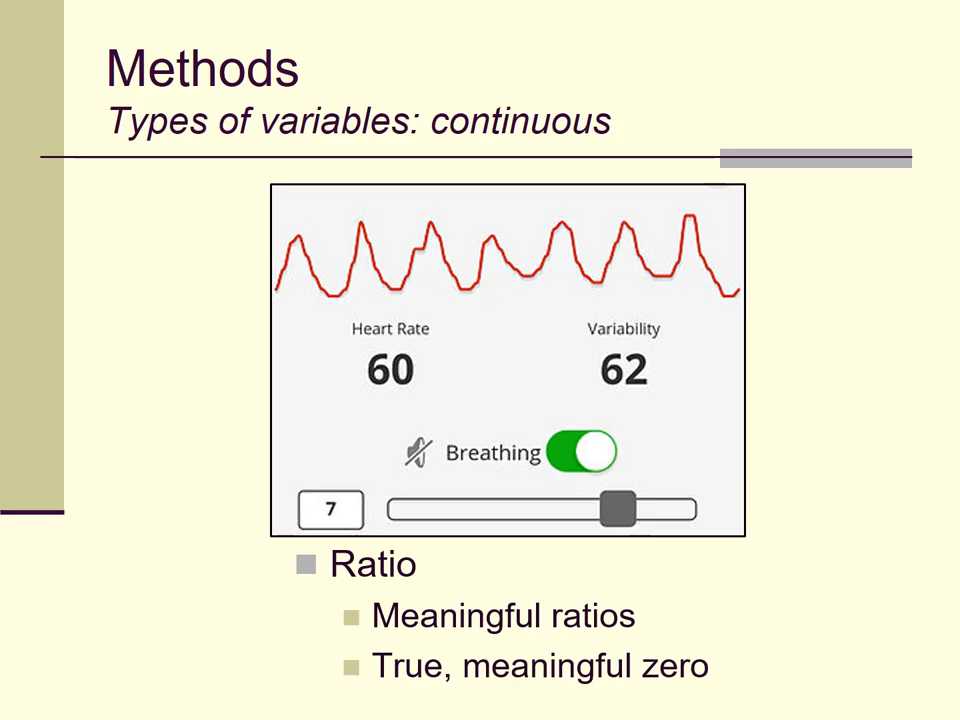 Methods
Types of variables: continuous
Heart Rate
Variability
60
62
Breathing
7
Ratio
Meaningful ratios
True, meaningful zero